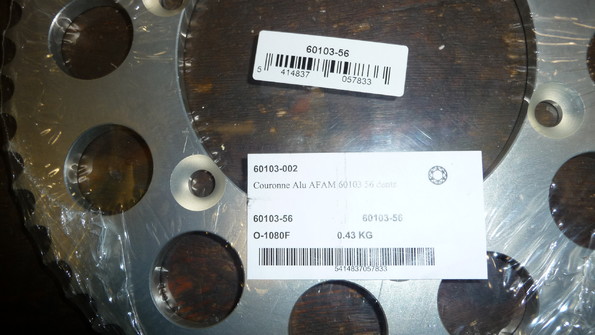 60103-56
5 414837 057833
60103-002
Couronne Alu AFAM 60103 56 dents
60103-56 60103-56
O-1080F 0.43 KG
5414837057833